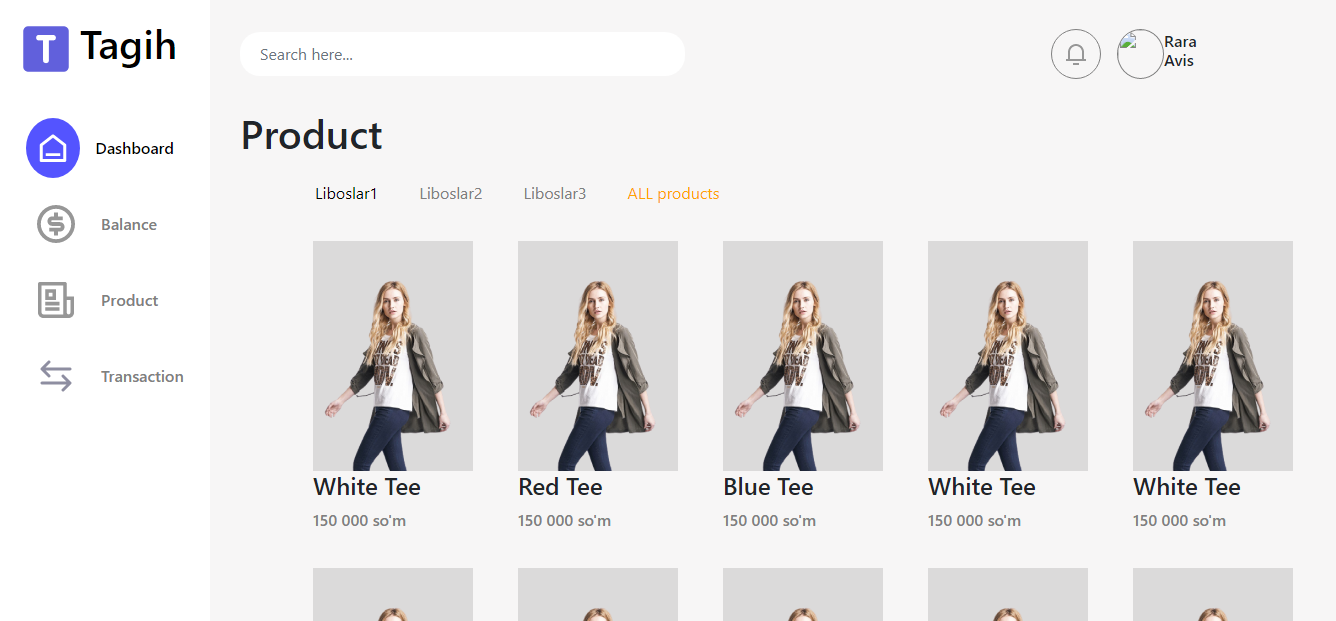 T Tagih
Search here...
Rara
Avis
Dashboard
Balance
Product
Transaction
Product
Liboslar1 Liboslar2 Liboslar3 ALL products
White Tee Red Tee Blue Tee White Tee White Tee
150 000 so'm 150 000 so'm 150 000 so'm 150 000 so'm 150 000 so'm